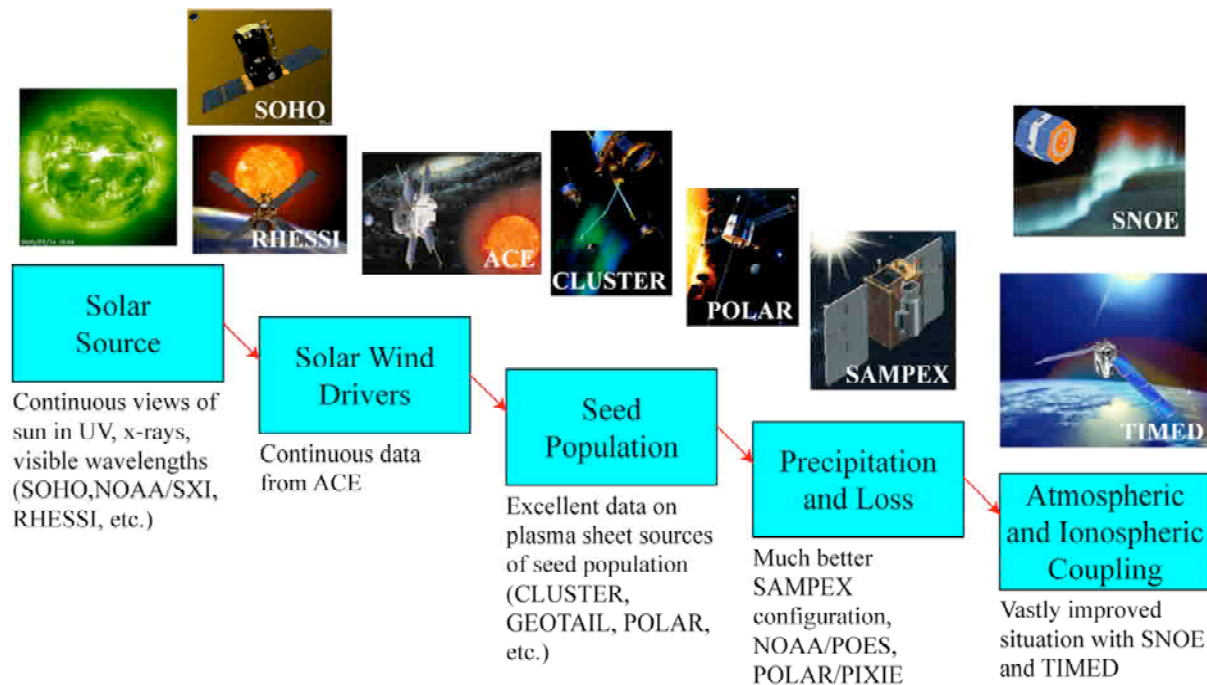 SOHO
RHESSI
ACE
CLUSTER
POLAR
SAMPEX
SNOE
TIMED
Solar
Source
Continuous views of
sun in UV, x-rays,
visible wavelengths
(SOHO,NOAA/SXI,
RHESSI, etc.)
Solar Wind
Drivers
Continuous data
from ACE
Seed
Population
Excellent data on
plasma sheet sources
of seed population
(CLUSTER,
GEOTAIL, POLAR,
etc.)
Precipitation
and Loss
Much better
SAMPEX
configuration,
NOAA/POES,
POLAR/PIXIE
Atmospheric
and Ionospheric
Coupling
Vastly improved
situation with SNOE
and TIMED